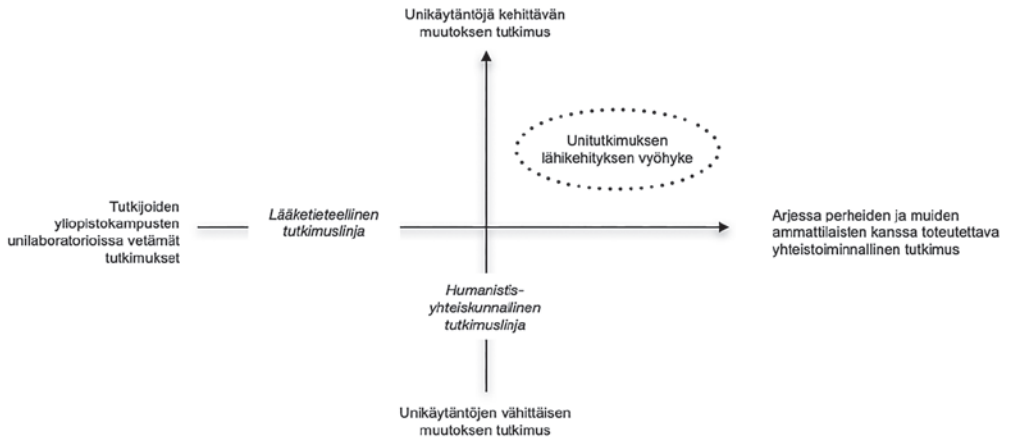 Unikäytäntöjä kehittävän
muutoksen tutkimus
Unitutkimuksen
lähikehityksen vyöhyke
Tutkijoiden
yliopistokampusten
unilaboratorioissa vetämät
tutkimukset
Lääketieteellinen
tutkimuslinja
Arjessa perheiden ja muiden
ammattilaisten kanssa toteutettava
yhteistoiminnallinen tutkimus
Humanistis-
yhteiskunnallinen
tutkimuslinja
Unikäytäntöjen vähittäisen
muutoksen tutkimus